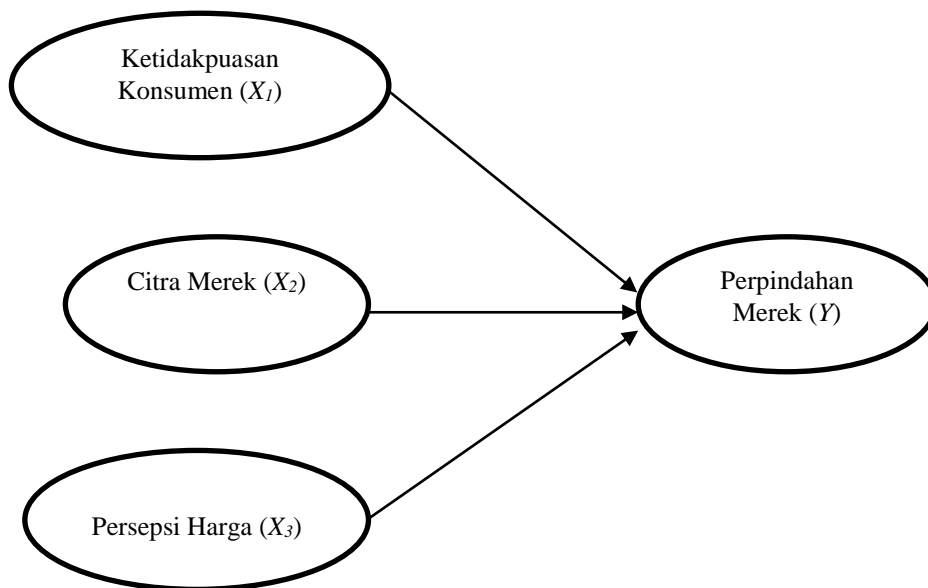 Ketidakpuasan
Konsumen (X1)
Citra Merek (X2)
Perpindahan
Merek (Y)
Persepsi Harga (X3)